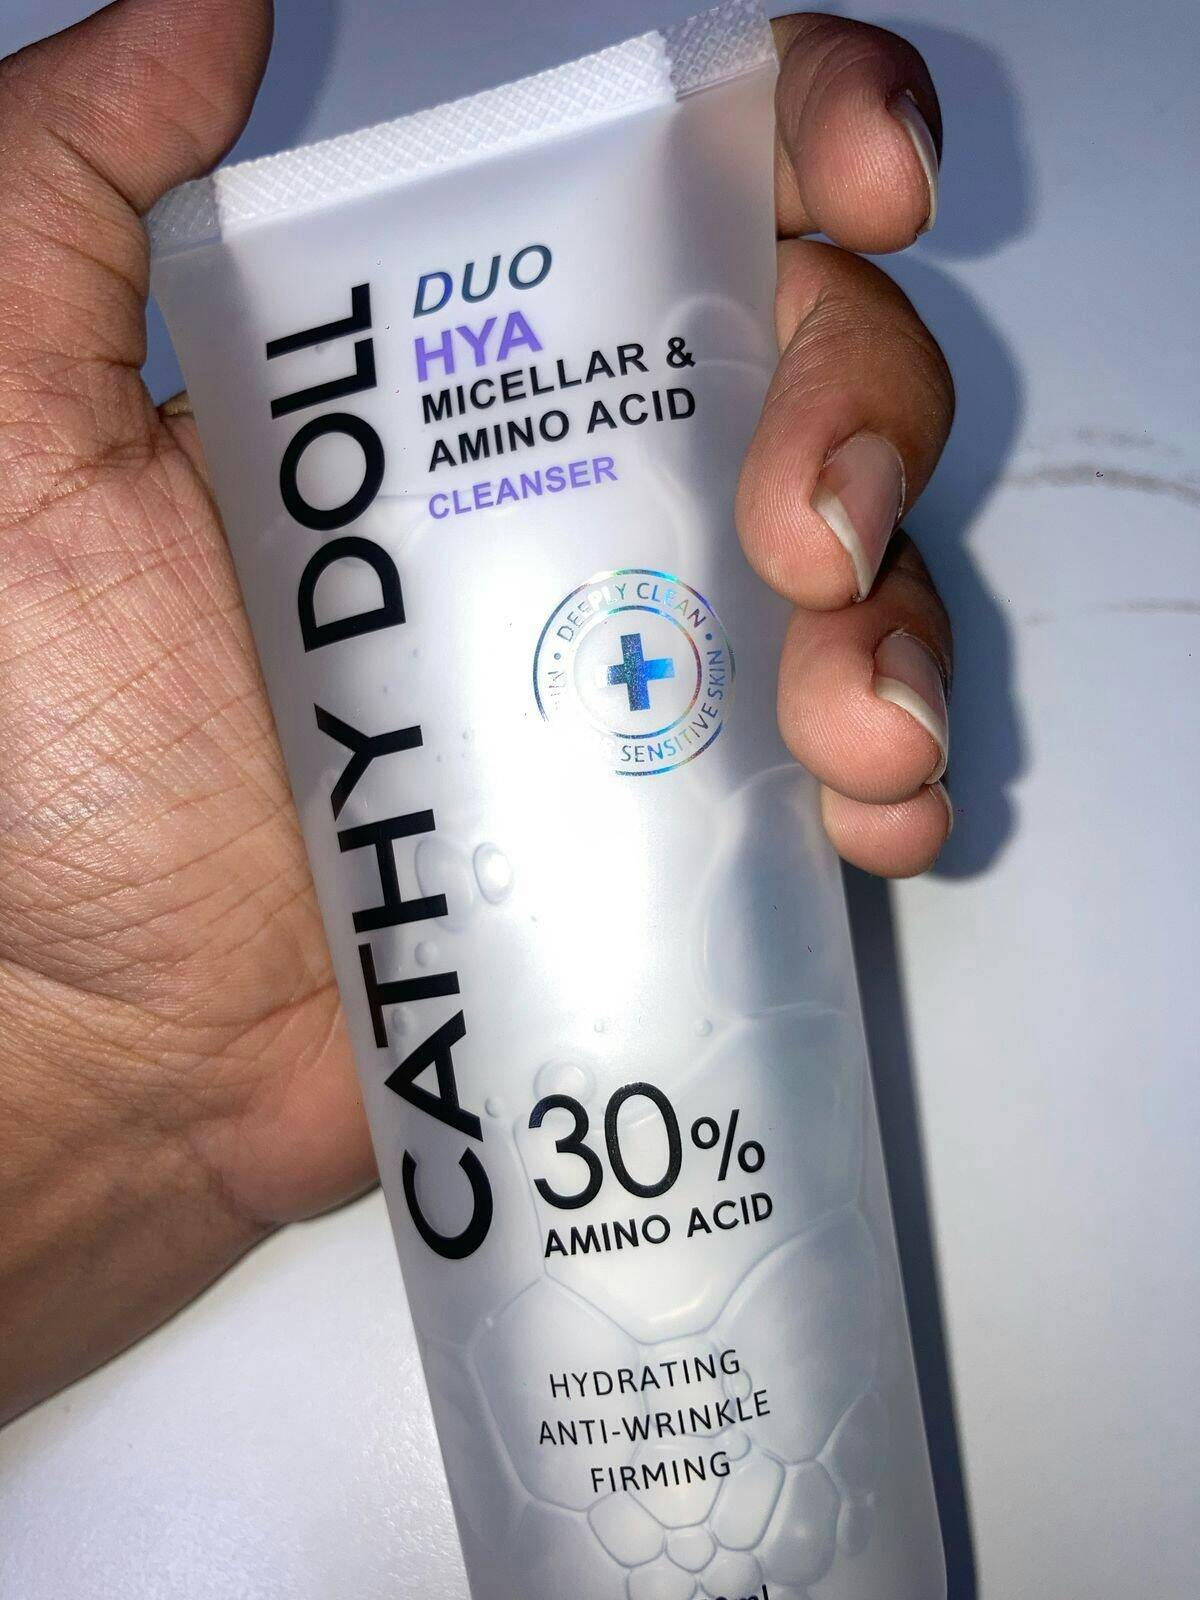 CATHY DOLL
DUO
HYA
MICELLAR &
AMINO ACID
CLEANSER
DEEPLY CLEAN • SENSITIVE SKIN
30%
AMINO ACID
HYDRATING
ANTI-WRINKLE
FIRMING